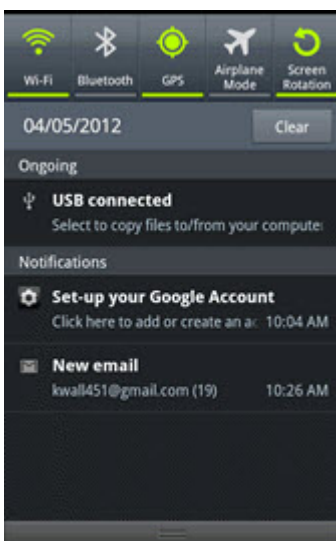 Wi-Fi Bluetooth GPS Airplane Mode Screen Rotation
04/05/2012 Clear
Ongoing
USB connected
Select to copy files to/from your compute
Notifications
Set-up your Google Account
Click here to add or create an ac 10:04 AM
New email
kwall451@gmail.com (19) 10:26 AM